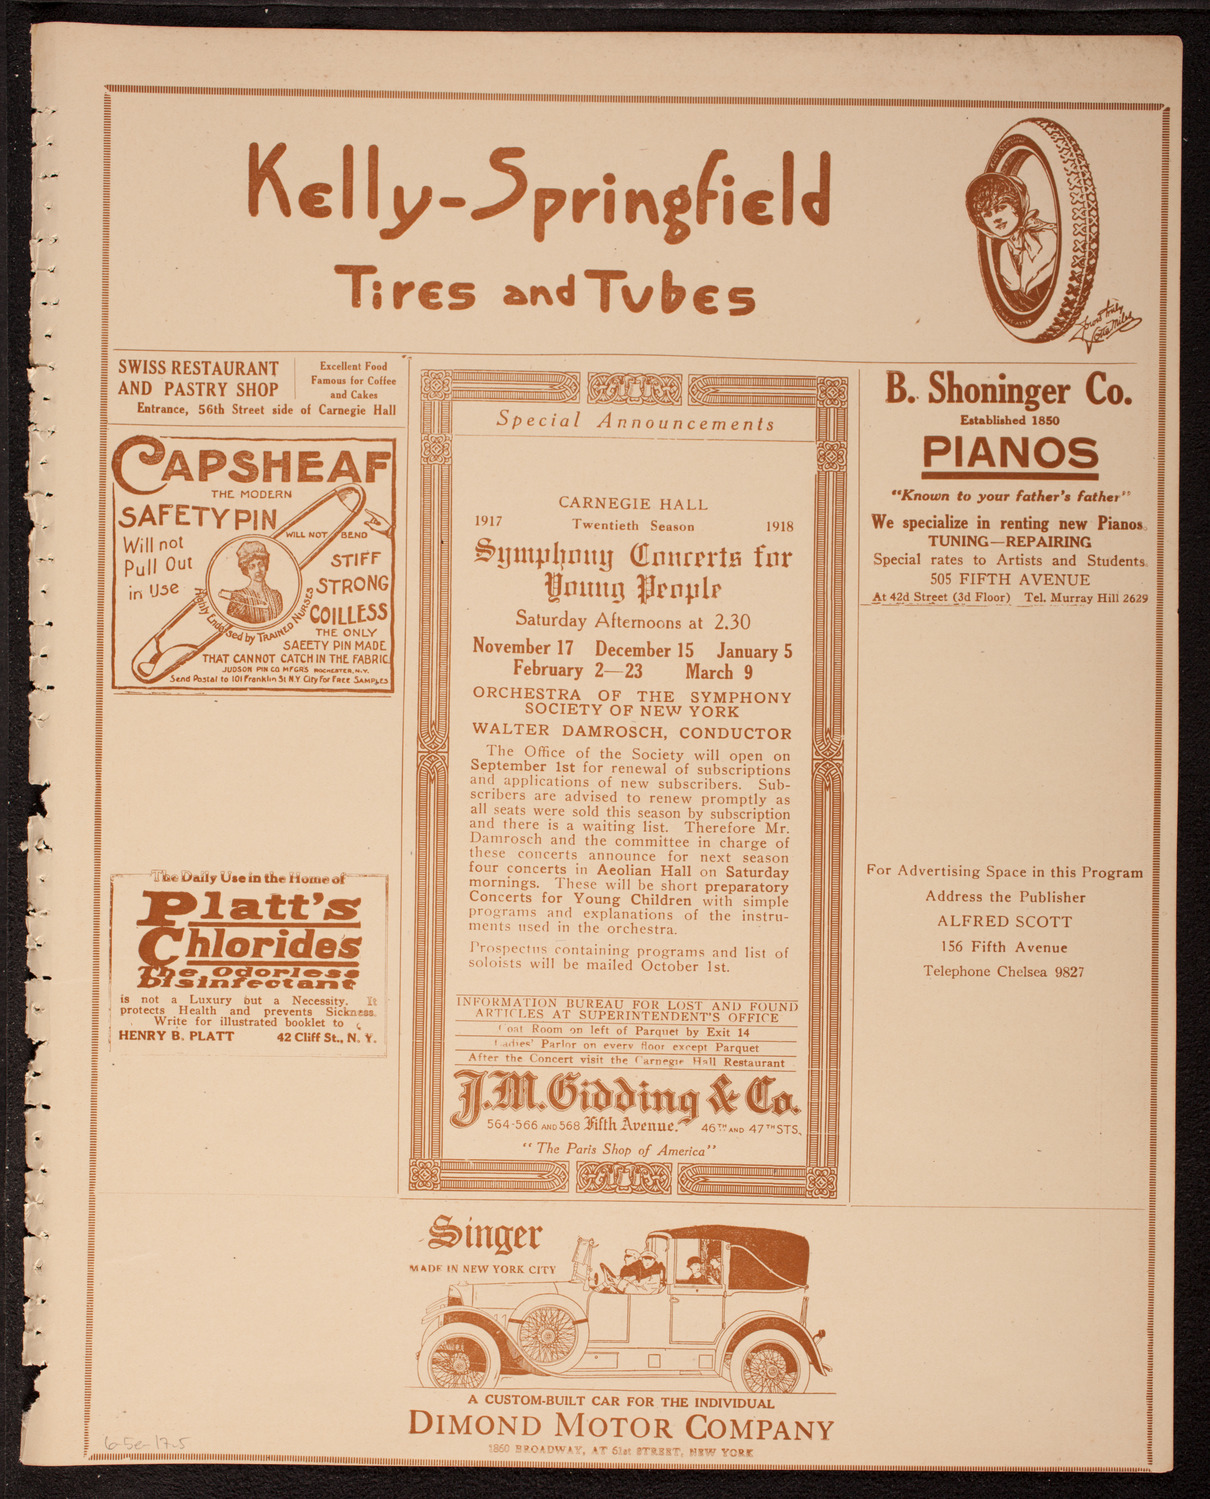 Kelly-Springfield
Tires and Tubes
Yours truly
Lotta Miles
SWISS RESTAURANT
AND PASTRY SHOP
Excellent Food
Famous for Coffee
and Cakes
Entrance, 56th Street side of Carnegie Hall
CAPSHEAF
THE MODERN
SAFETY PIN
WILL NOT BEND
Will not
Pull Out
in Use
STIFF
STRONG
COILLESS
Highly Endorsed by TRAINED NURSES
THE ONLY
SAFETY PIN MADE
THAT CANNOT CATCH IN THE FABRIC
JUDSON PIN CO MFGRS ROCHESTER, N.Y.
Send Postal to 101 Franklin St N.Y. City for FREE SAMPLES
The Daily Use in the Home of
Platt's
Chlorides
The Odorless
Disinfectant
is not a Luxury but a Necessity. It
protects Health and prevents Sickness.
Write for illustrated booklet to
HENRY B. PLATT 42 Cliff St., N. Y.
Special Announcements
CARNEGIE HALL
1917 Twentieth Season 1918
Symphony Concerts for
Young People
Saturday Afternoons at 2.30
November 17 December 15 January 5
February 2—23 March 9
ORCHESTRA OF THE SYMPHONY
SOCIETY OF NEW YORK
WALTER DAMROSCH, CONDUCTOR
The Office of the Society will open on
September 1st for renewal of subscriptions
and applications of new subscribers. Sub-
scribers are advised to renew promptly as
all seats were sold this season by subscription
and there is a waiting list. Therefore Mr.
Damrosch and the committee in charge of
these concerts announce for next season
four concerts in Aeolian Hall on Saturday
mornings. These will be short preparatory
Concerts for Young Children with simple
programs and explanations of the instru-
ments used in the orchestra.
Prospectus containing programs and list of
soloists will be mailed October 1st.
INFORMATION BUREAU FOR LOST AND FOUND
ARTICLES AT SUPERINTENDENT'S OFFICE
Coat Room on left of Parquet by Exit 14
Ladies' Parlor on every floor except Parquet
After the Concert visit the Carnegie Hall Restaurant
J.M. Gidding & Co.
564-566 AND 568 Fifth Avenue. 46TH AND 47TH STS.
"The Paris Shop of America"
B. Shoninger Co.
Established 1850
PIANOS
"Known to your father's father"
We specialize in renting new Pianos.
TUNING—REPAIRING
Special rates to Artists and Students.
505 FIFTH AVENUE
At 42d Street (3d Floor) Tel. Murray Hill 2629
For Advertising Space in this Program
Address the Publisher
ALFRED SCOTT
156 Fifth Avenue
Telephone Chelsea 9827
Singer
MADE IN NEW YORK CITY
A CUSTOM-BUILT CAR FOR THE INDIVIDUAL
DIMOND MOTOR COMPANY
1860 BROADWAY, AT 61st STREET, NEW YORK
6-5e-17-5